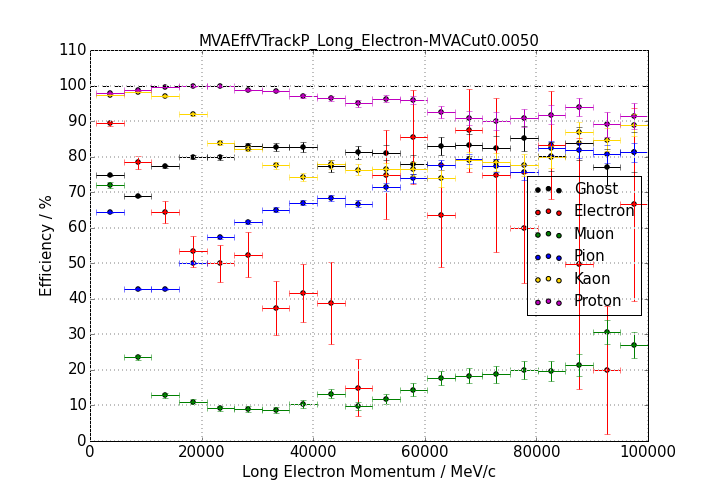 MVAEffVTrackP_Long_Electron-MVACut0.0050
110
100
90
80
70
60
50
40
30
20
10
0
Efficiency / %
Ghost
Electron
Muon
Pion
Kaon
Proton
0 20000 40000 60000 80000 100000
Long Electron Momentum / MeV/c